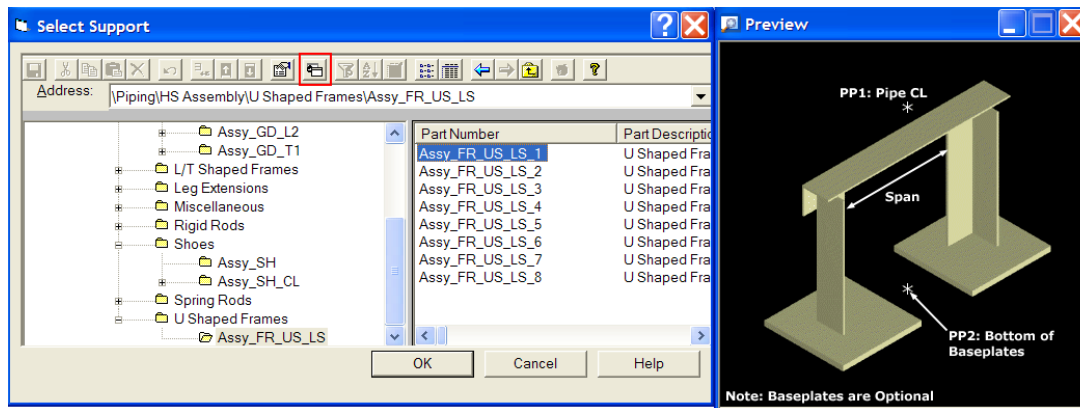 Select Support
Address:
\Piping\HS Assembly\U Shaped Frames\Assy_FR_US_LS
Assy_GD_L2
Assy_GD_T1
L/T Shaped Frames
Leg Extensions
Miscellaneous
Rigid Rods
Shoes
Assy_SH
Assy_SH_CL
Spring Rods
U Shaped Frames
Assy_FR_US_LS
Part Number Part Descriptic
Assy_FR_US_LS_1 U Shaped Fra
Assy_FR_US_LS_2 U Shaped Fra
Assy_FR_US_LS_3 U Shaped Fra
Assy_FR_US_LS_4 U Shaped Fra
Assy_FR_US_LS_5 U Shaped Fra
Assy_FR_US_LS_6 U Shaped Fra
Assy_FR_US_LS_7 U Shaped Fra
Assy_FR_US_LS_8 U Shaped Fra
OK Cancel Help
Preview
PP1: Pipe CL
Span
PP2: Bottom of
Baseplates
Note: Baseplates are Optional